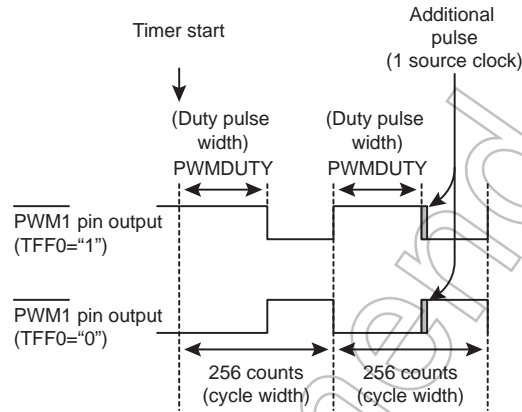 Additional
pulse
(1 source clock)
Timer start
(Duty pulse
width)
PWMDUTY
(Duty pulse
width)
PWMDUTY
PWM1 pin output
(TFF0=“1”)
PWM1 pin output
(TFF0=“0”)
256 counts
(cycle width)
256 counts
(cycle width)